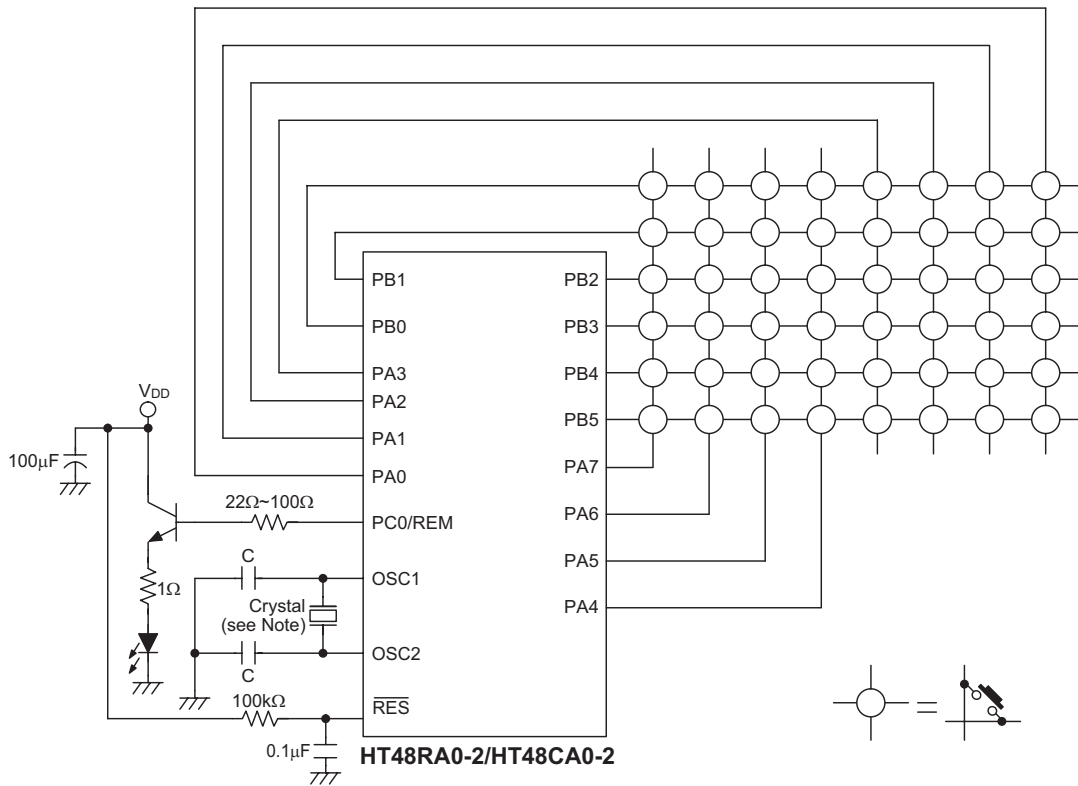 PB1
PB0
PA3
PA2
PA1
PA0
PC0/REM
OSC1
OSC2
RES
PB2
PB3
PB4
PB5
PA7
PA6
PA5
PA4
VDD
100μF
22Ω~100Ω
1Ω
C
Crystal
(see Note)
C
100kΩ
0.1μF
HT48RA0-2/HT48CA0-2
=